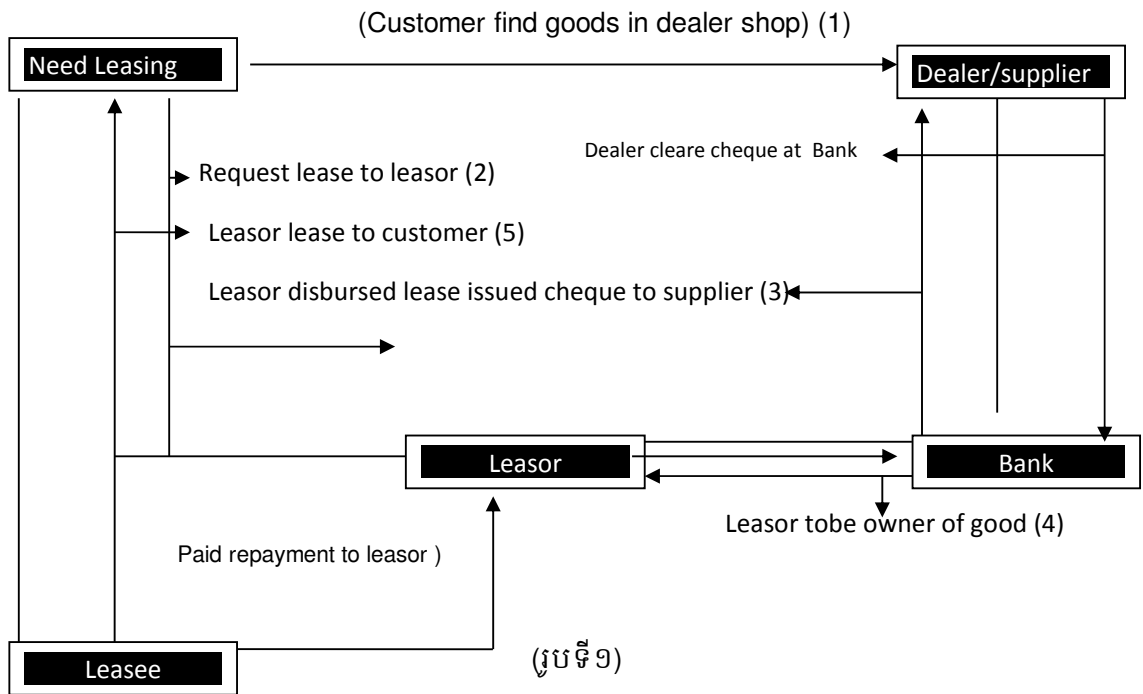 (Customer find goods in dealer shop) (1)
Need Leasing
Dealer/supplier
Dealer cleare cheque at Bank
Request lease to leasor (2)
Leasor lease to customer (5)
Leasor disbursed lease issued cheque to supplier (3)
Leasor
Bank
Leasor tobe owner of good (4)
Paid repayment to leasor )
Leasee
(រូបទី១)